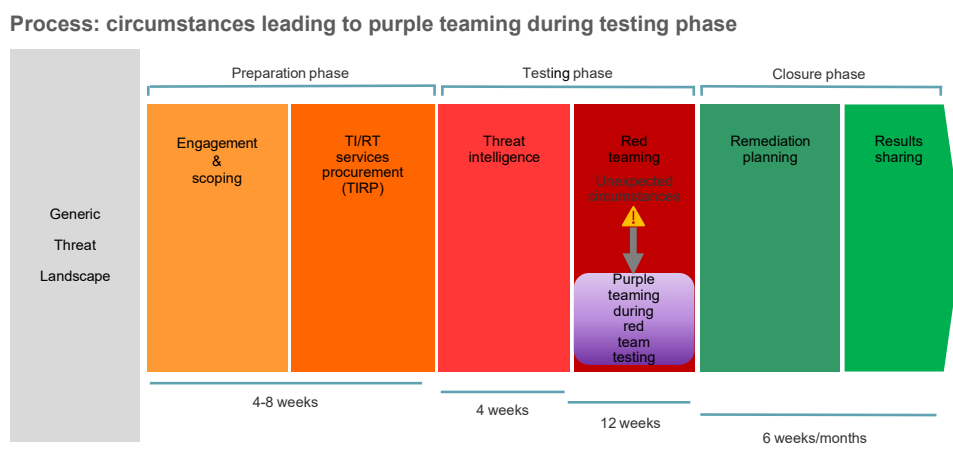 Process: circumstances leading to purple teaming during testing phase
Preparation phase
Testing phase
Closure phase
Generic
Threat
Landscape
Engagement
&
scoping
TI/RT
services
procurement
(TIRP)
Threat
intelligence
Red
teaming
Unexpected
circumstances
Purple
teaming
during
red
team
testing
Remediation
planning
Results
sharing
4-8 weeks
4 weeks
12 weeks
6 weeks/months